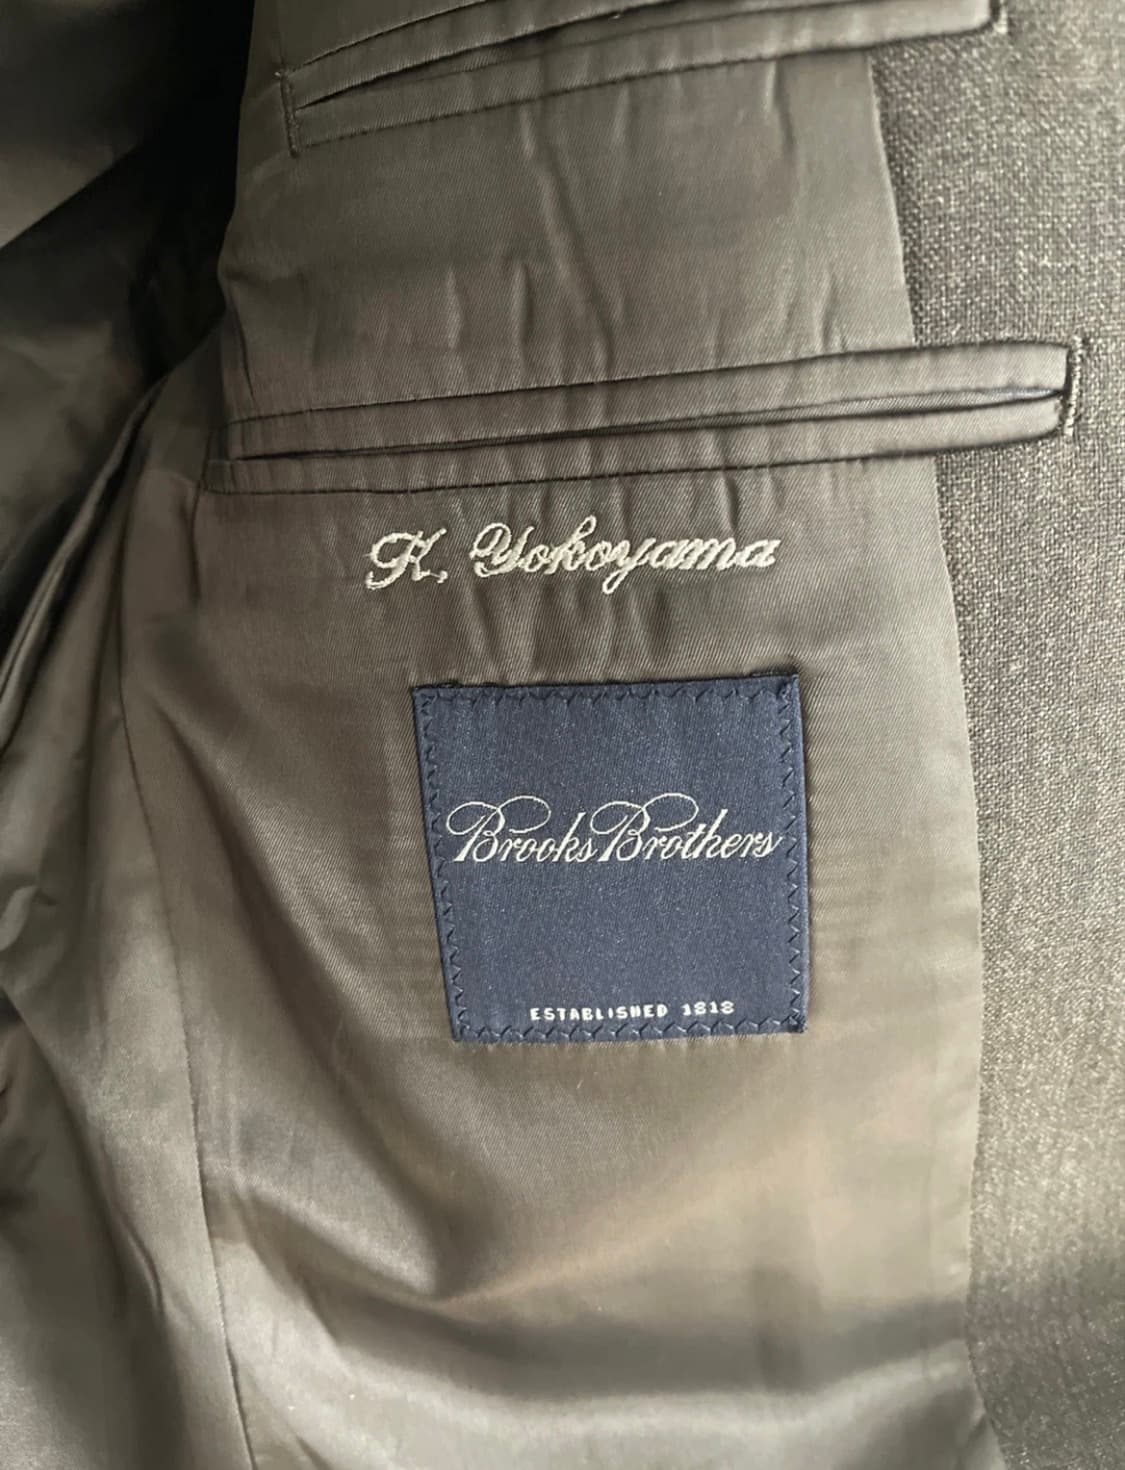 K. Yokoyama
Brooks Brothers
ESTABLISHED 1818